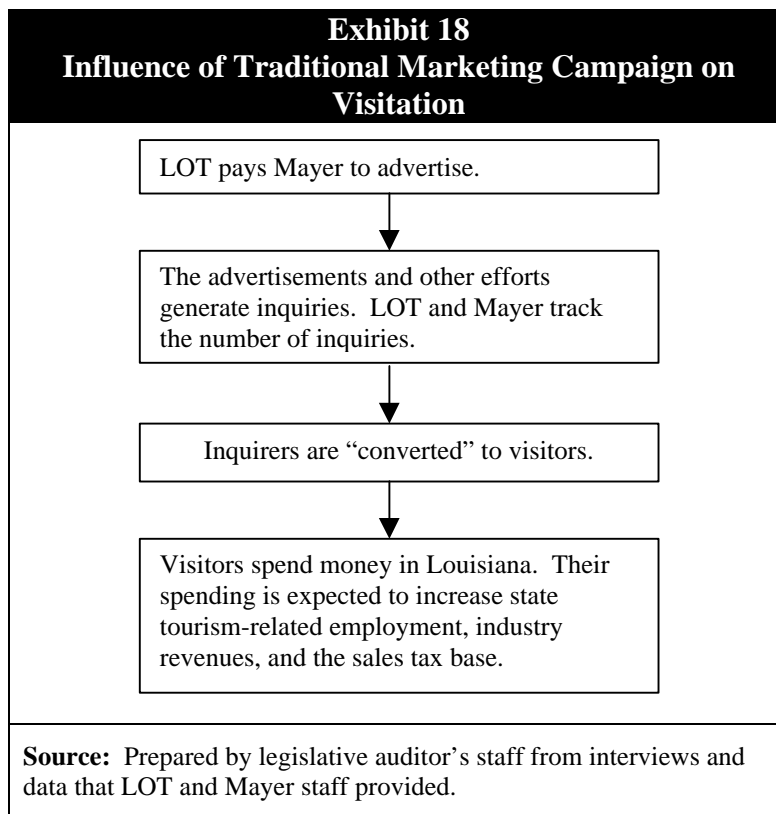 Exhibit 18
Influence of Traditional Marketing Campaign on
Visitation
LOT pays Mayer to advertise.
The advertisements and other efforts
generate inquiries.  LOT and Mayer track
the number of inquiries.
Inquirers are “converted” to visitors.
Visitors spend money in Louisiana.  Their
spending is expected to increase state
tourism-related employment, industry
revenues, and the sales tax base.
Source:  Prepared by legislative auditor’s staff from interviews and
data that LOT and Mayer staff provided.